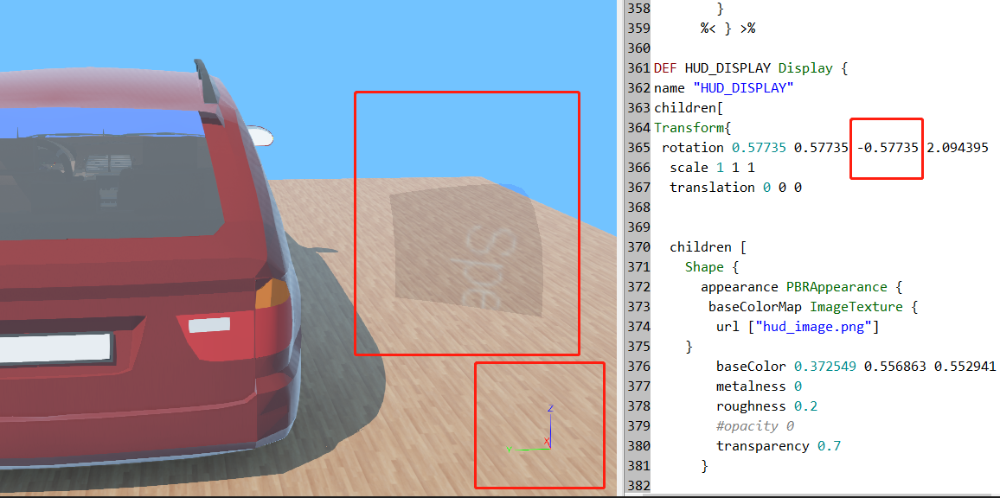 Spe
Z
X
Y
358 }
359 %< } >%
360
361 DEF HUD_DISPLAY Display {
362 name "HUD_DISPLAY"
363 children[
364 Transform{
365 rotation 0.57735 0.57735 -0.57735 2.094395
366 scale 1 1 1
367 translation 0 0 0
368
369
370 children [
371 Shape {
372 appearance PBRAppearance {
373 baseColorMap ImageTexture {
374 url ["hud_image.png"]
375 }
376 baseColor 0.372549 0.556863 0.552941
377 metalness 0
378 roughness 0.2
379 #opacity 0
380 transparency 0.7
381 }
382